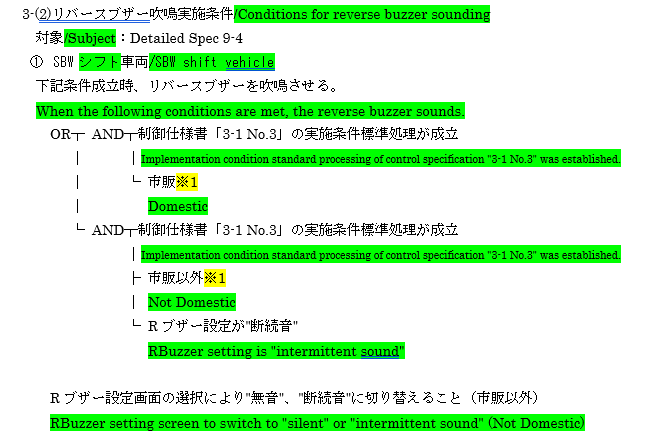 3-(2)リバースブザー吹鳴実施条件/Conditions for reverse buzzer sounding
対象/Subject：Detailed Spec 9-4
① SBW シフト車両/SBW shift vehicle
下記条件成立時、リバースブザーを吹鳴させる。
When the following conditions are met, the reverse buzzer sounds.
OR┬ AND┬制御仕様書「3-1 No.3」の実施条件標準処理が成立
│ │Implementation condition standard processing of control specification "3-1 No.3" was established.
│ └ 市販※1
│ Domestic
└ AND┬制御仕様書「3-1 No.3」の実施条件標準処理が成立
│Implementation condition standard processing of control specification "3-1 No.3" was established.
├ 市販以外※1
│ Not Domestic
└ R ブザー設定が"断続音"
RBuzzer setting is "intermittent sound"
R ブザー設定画面の選択により"無音"、"断続音"に切り替えること（市販以外）
RBuzzer setting screen to switch to "silent" or "intermittent sound" (Not Domestic)